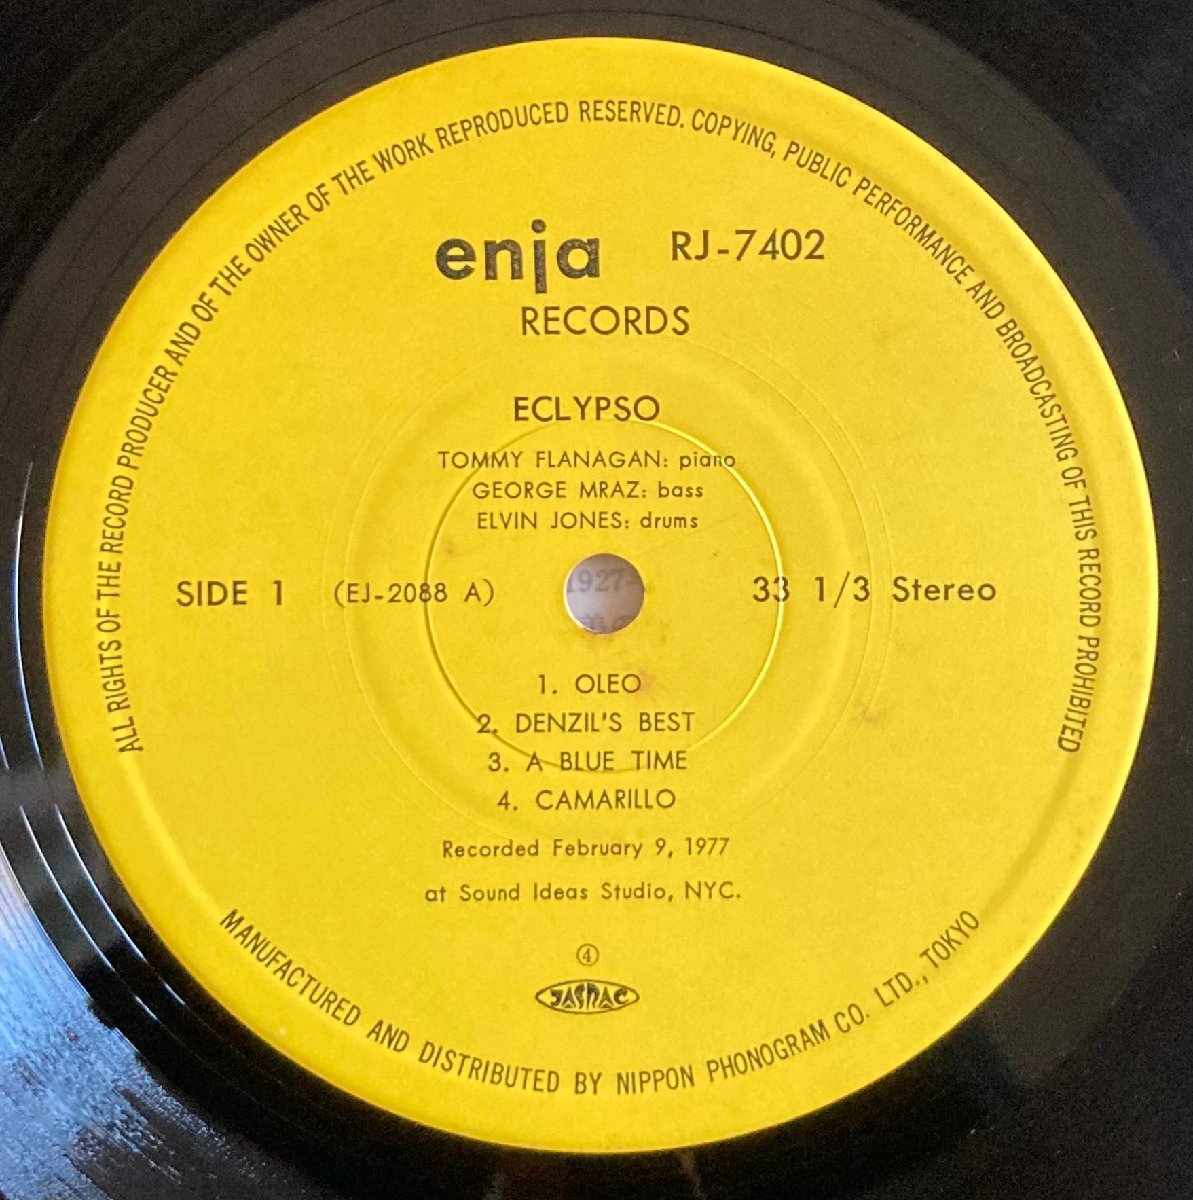 ALL RIGHTS OF THE RECORD PRODUCER AND OF THE OWNER OF THE WORK REPRODUCED RESERVED. COPYING, PUBLIC PERFORMANCE AND BROADCASTING OF THIS RECORD PROHIBITED
enja RJ-7402
RECORDS
ECLYPSO
TOMMY FLANAGAN: piano
GEORGE MRAZ: bass
ELVIN JONES: drums
SIDE 1 (EJ-2088 A) 33 1/3 Stereo
1927
1. OLEO
2. DENZIL'S BEST
3. A BLUE TIME
4. CAMARILLO
Recorded February 9, 1977
at Sound Ideas Studio, NYC.
④
JASRAC
MANUFACTURED AND DISTRIBUTED BY NIPPON PHONOGRAM CO. LTD., TOKYO